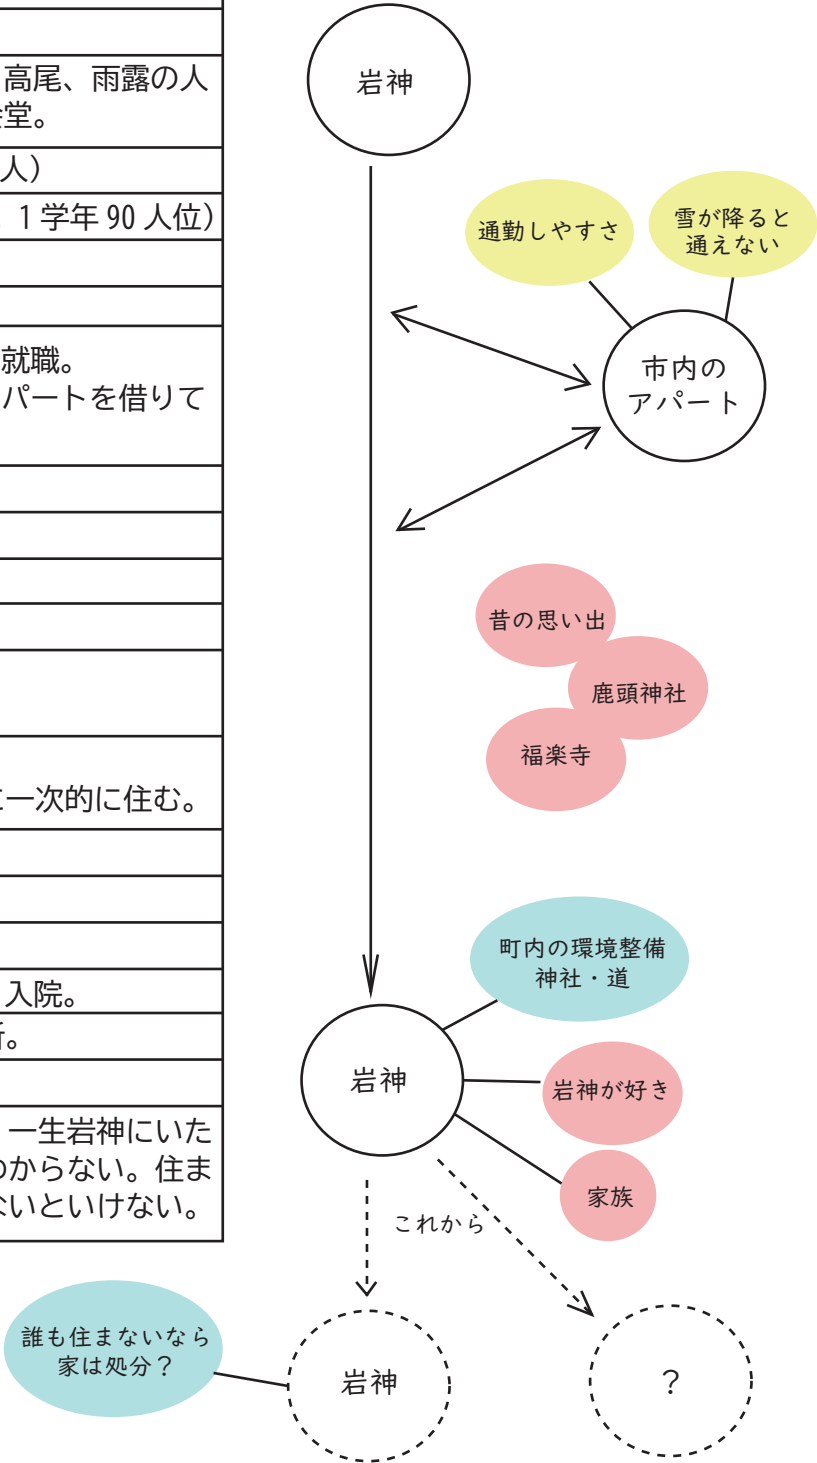 高尾、雨露の人
堂。
人）
1学年90人位）
就職。
パートを借りて
一次的に住む。
入院。
。
一生岩神にいた
わからない。住ま
ないといけない。
岩神
通勤しやすさ
雪が降ると
通えない
市内の
アパート
昔の思い出
鹿頭神社
福楽寺
町内の環境整備
神社・道
岩神
岩神が好き
家族
これから
誰も住まないなら
家は処分？
岩神
？